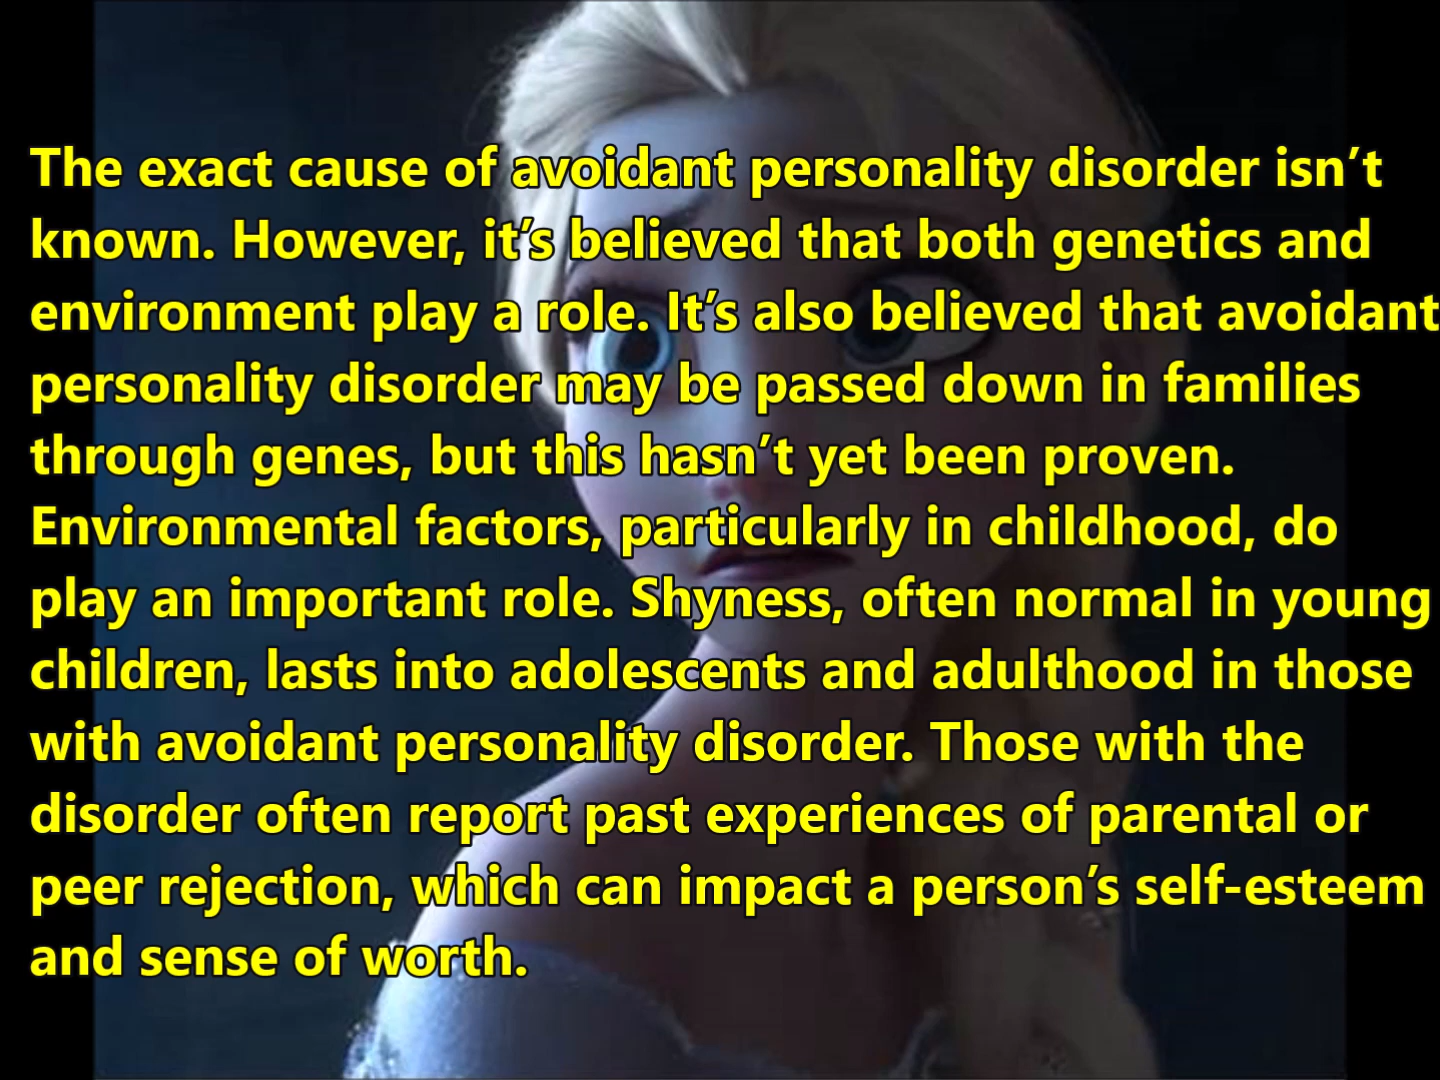 The exact cause of avoidant personality disorder isn’t
known. However, it’s believed that both genetics and
environment play a role. It’s also believed that avoidant
personality disorder may be passed down in families
through genes, but this hasn’t yet been proven.
Environmental factors, particularly in childhood, do
play an important role. Shyness, often normal in young
children, lasts into adolescents and adulthood in those
with avoidant personality disorder. Those with the
disorder often report past experiences of parental or
peer rejection, which can impact a person’s self-esteem
and sense of worth.